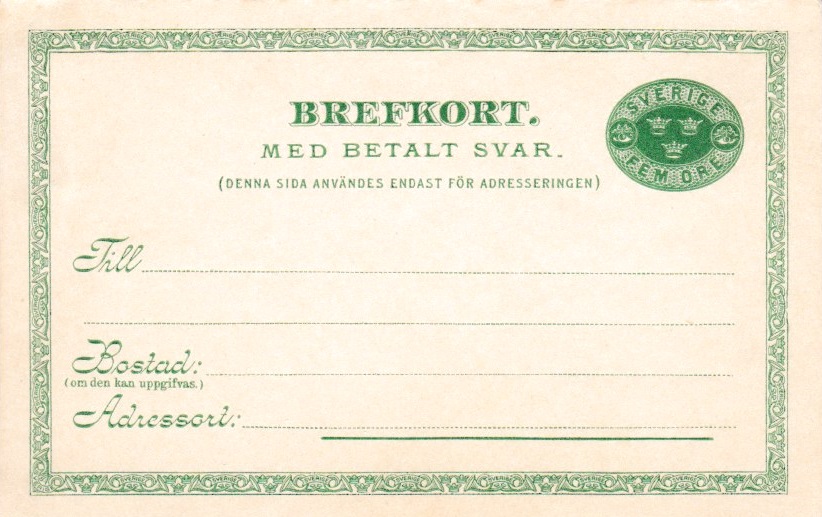 BREFKORT.
MED BETALT SVAR.
(DENNA SIDA ANVÄNDES ENDAST FÖR ADRESSERINGEN)
SVERIGE
FEM ÖRE
Till
Bostad:
(om den kan uppgifvas.)
Adressort: